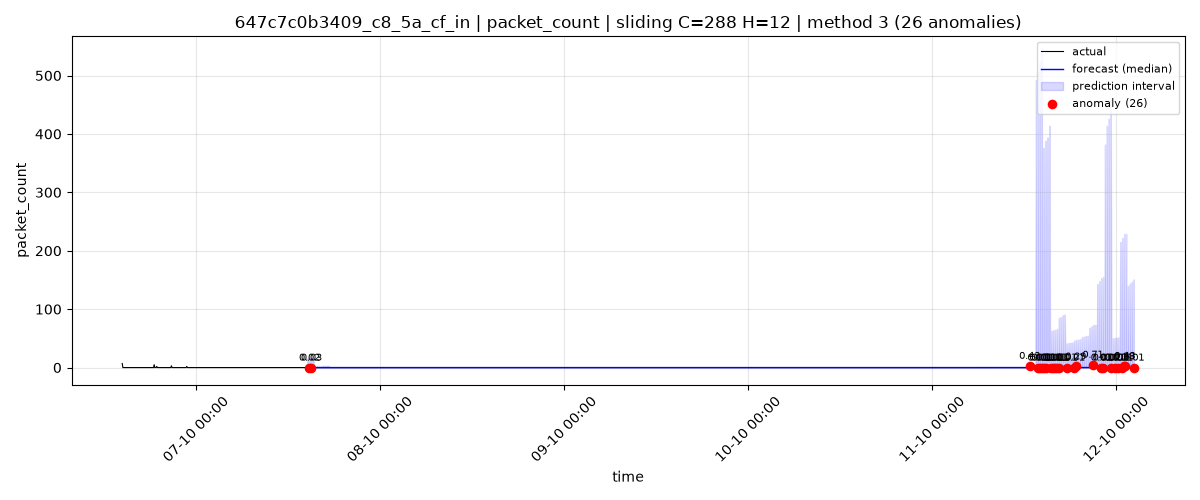 647c7c0b3409_c8_5a_cf_in | packet_count | sliding C=288 H=12 | method 3 (26 anomalies)
actual
forecast (median)
prediction interval
anomaly (26)
packet_count
500
400
300
200
100
0
07-10 00:00
08-10 00:00
09-10 00:00
10-10 00:00
11-10 00:00
12-10 00:00
time